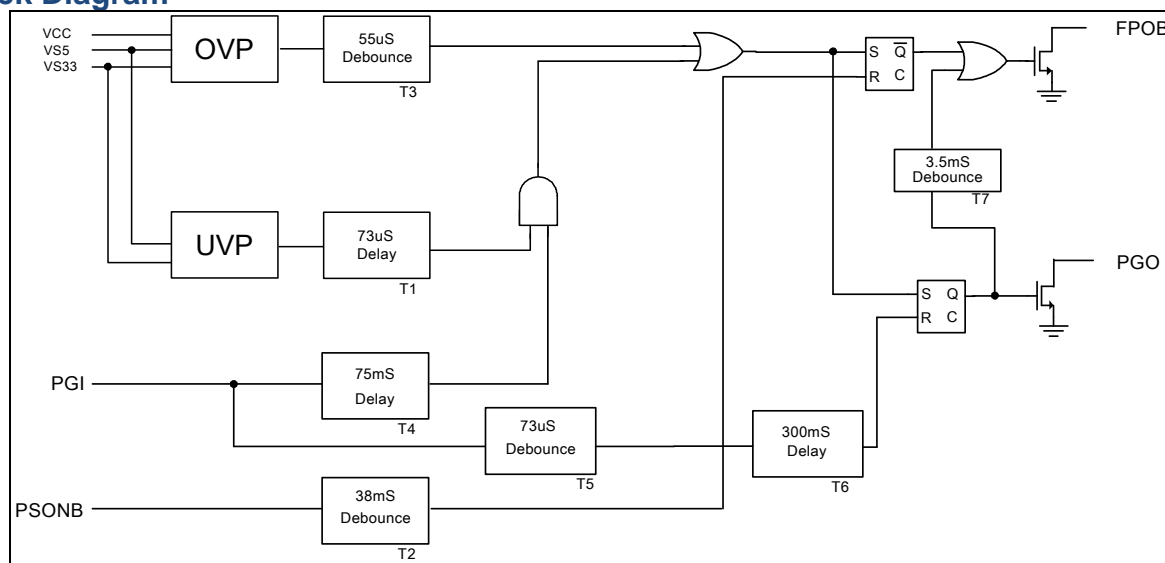 ck Diagram
VCC
VS5
VS33
OVP
55uS
Debounce
T3
S Q
R C
FPOB
3.5mS
Debounce
T7
UVP
73uS
Delay
T1
PGO
S Q
R C
PGI
75mS
Delay
T4
73uS
Debounce
T5
300mS
Delay
T6
PSONB
38mS
Debounce
T2